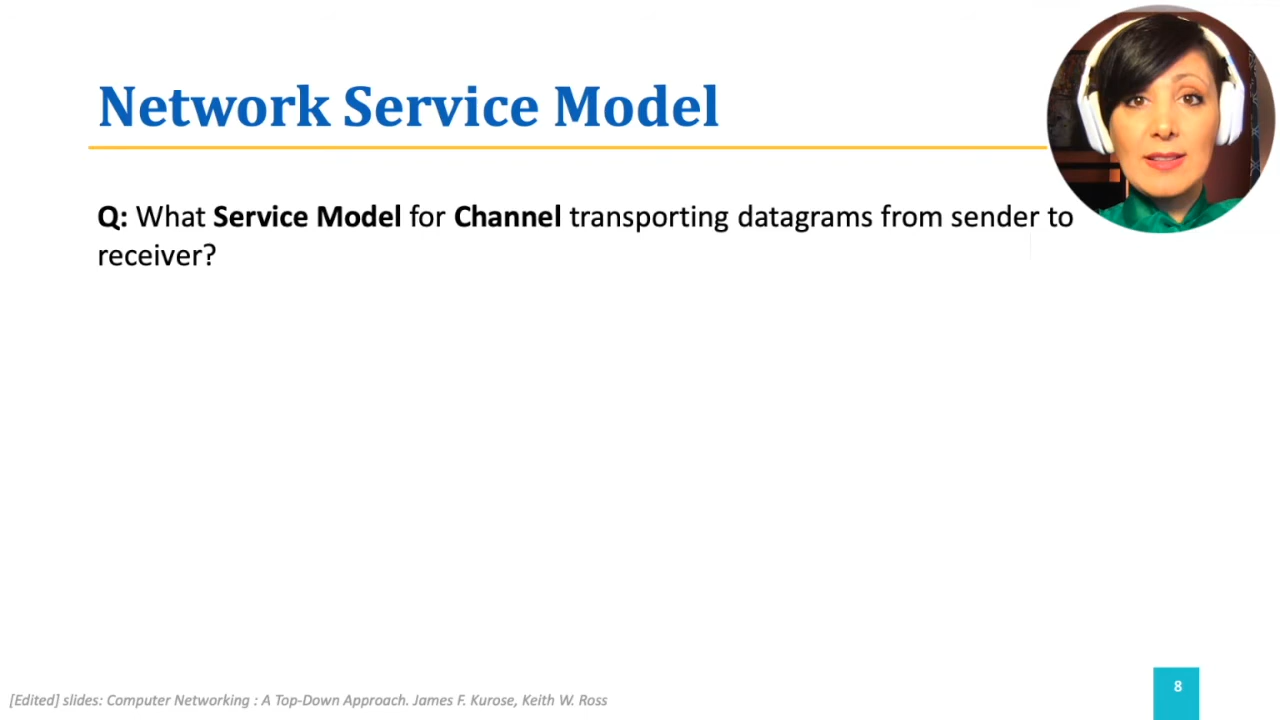 Network Service Model
Q: What Service Model for Channel transporting datagrams from sender to
receiver?
[Edited] slides: Computer Networking : A Top-Down Approach. James F. Kurose, Keith W. Ross
8